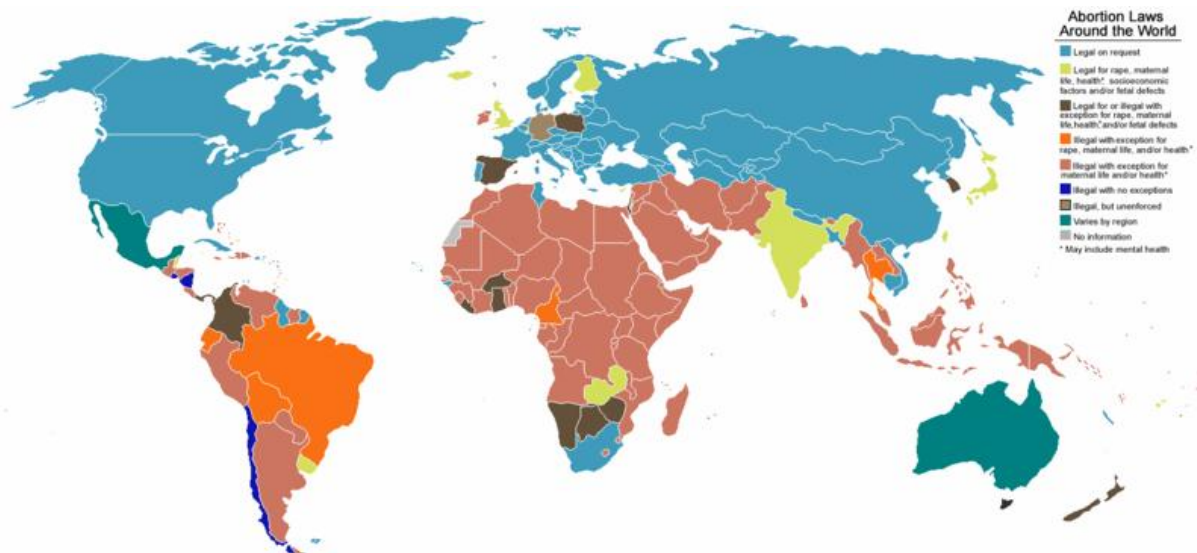 Abortion Laws
Around the World
Legal on request
Legal for rape, maternal
life, health*, socioeconomic
factors and/or fetal defects
Legal for or illegal with
exception for rape, maternal
life,health,*and/or fetal defects
Illegal with exception for
rape, maternal life, and/or health*
Illegal with exception for
maternal life and/or health*
Illegal with no exceptions
Illegal, but unenforced
Varies by region
No information
* May include mental health